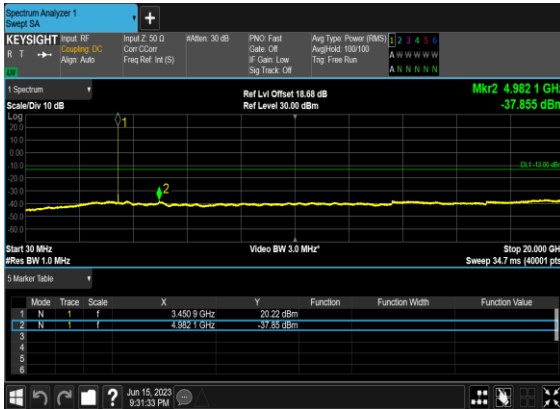 Spectrum Analyzer 1
Swept SA
+
KEYSIGHT Input: RF Input Z: 50 Ω #Atten: 30 dB PNO: Fast Avg Type: Power (RMS) 1 2 3 4 5 6
R T Coupling: DC Corr CCorr Gate: Off Avg|Hold: 100/100 A W W W W W
Align: Auto Freq Ref: Int (S) IF Gain: Low Trig: Free Run
Sig Track: Off A N N N N N
1 Spectrum Ref Lvl Offset 18.68 dB Mkr2 4.982 1 GHz
Scale/Div 10 dB Ref Level 30.00 dBm -37.855 dBm
Log
1
20.0
10.0
0.00
-10.0
DL1 -13.00 dBm
-20.0
-30.0
2
-40.0
-50.0
-60.0
Start 30 MHz Video BW 3.0 MHz* Stop 20.000 GHz
#Res BW 1.0 MHz Sweep 34.7 ms (40001 pts)
5 Marker Table
Mode Trace Scale X Y Function Function Width Function Value
1 N 1 f 3.450 9 GHz 20.22 dBm
2 N 1 f 4.982 1 GHz -37.85 dBm
3
4
5
6
? Jun 15, 2023
9:31:33 PM